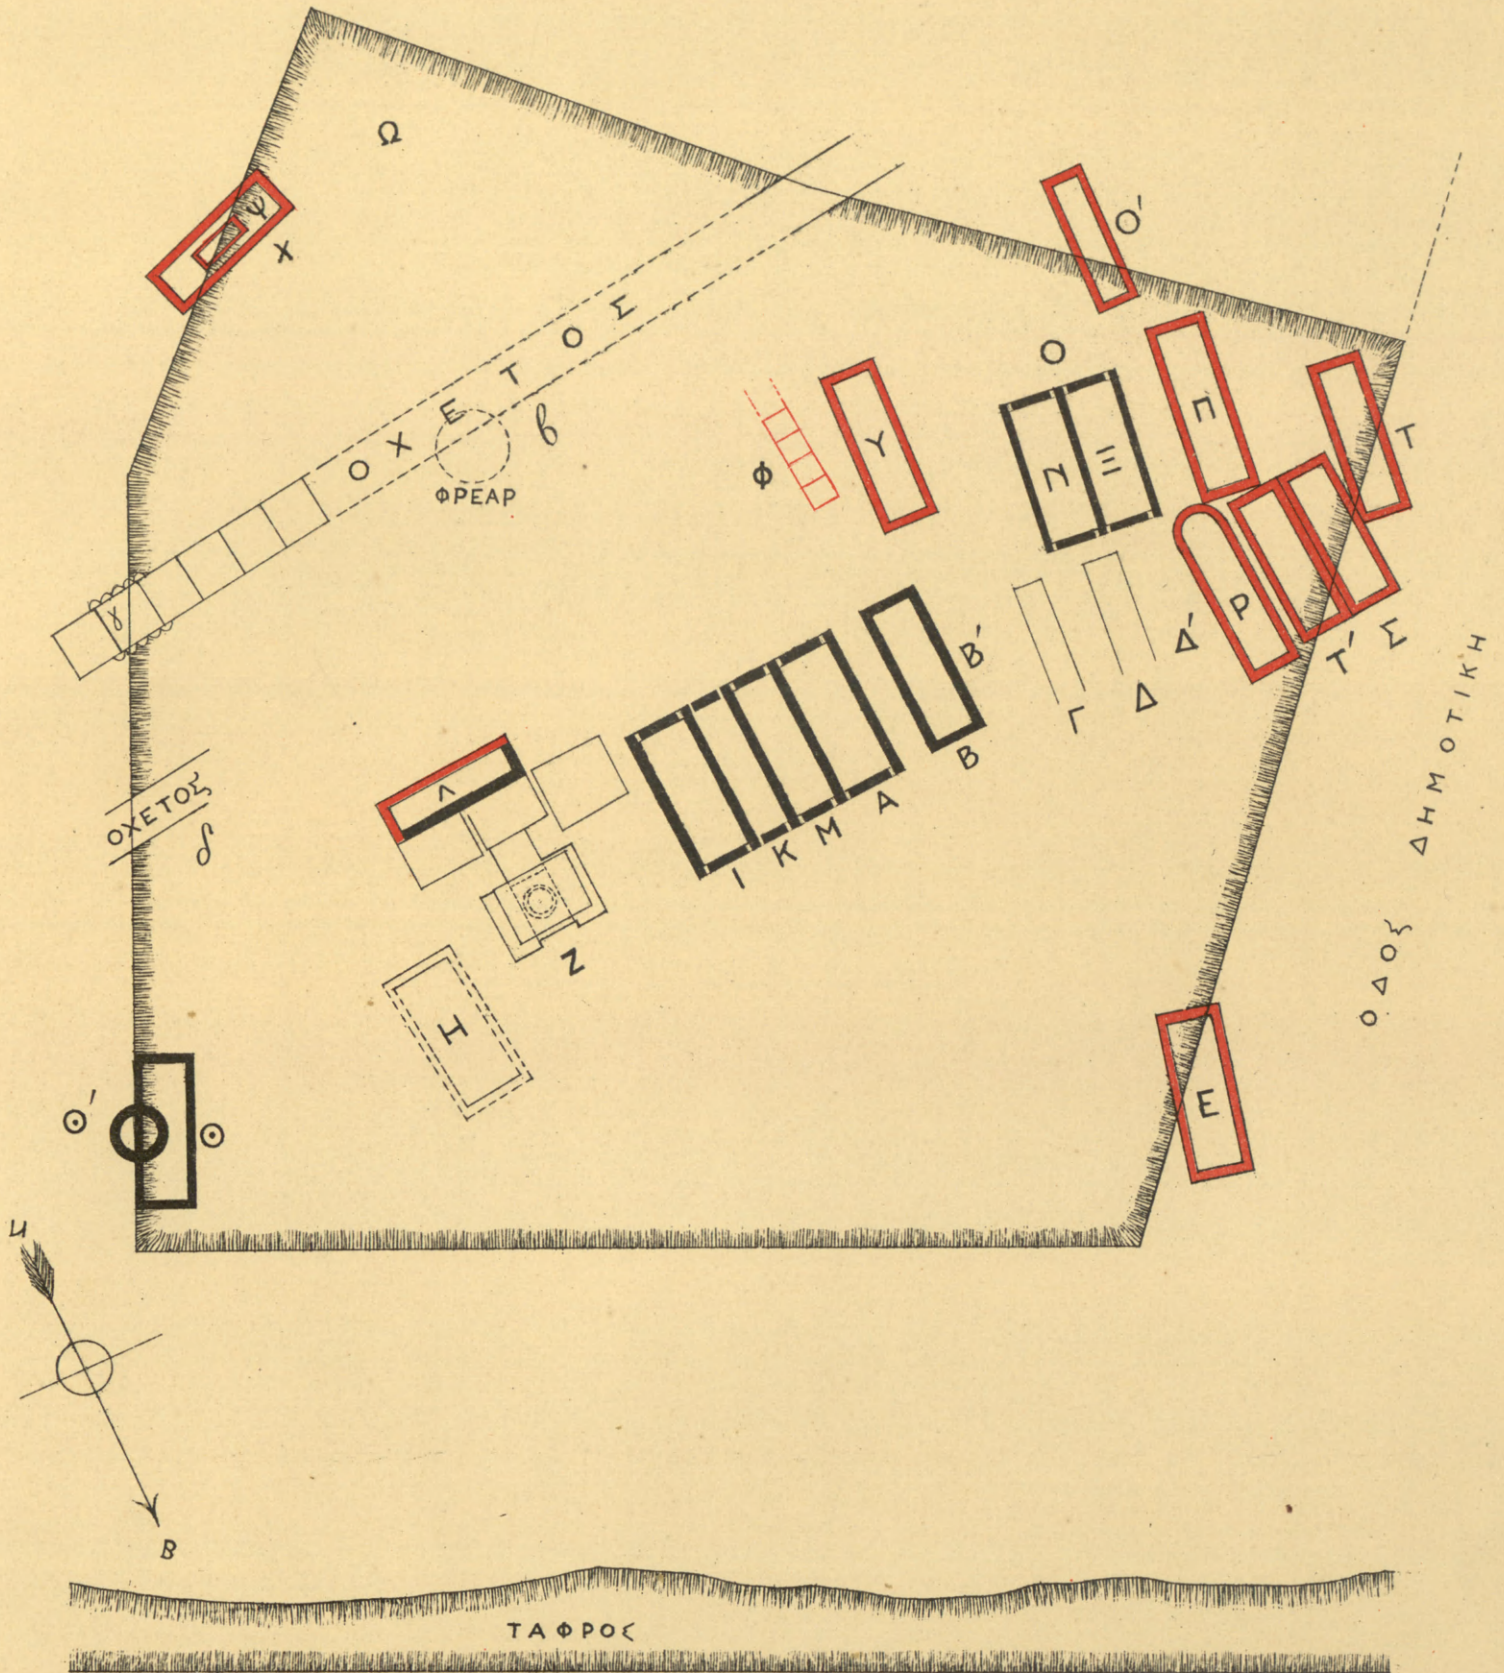 Ω
Ψ
Χ
Ο′
ΟΧΕΤΟΣ
β
ΦΡΕΑΡ
Φ
Υ
Ο
Ν
Ξ
Π
Τ
γ
Ρ
Τ′
Σ
Δ′
Δ
Γ
Β′
Β
Α
Μ
Κ
Ι
Λ
Ζ
Η
ΟΧΕΤΟΣ
δ
ΟΔΟΣ ΔΗΜΟΤΙΚΗ
Ε
ʘ′
ʘ
Β
ΤΑΦΡΟΣ